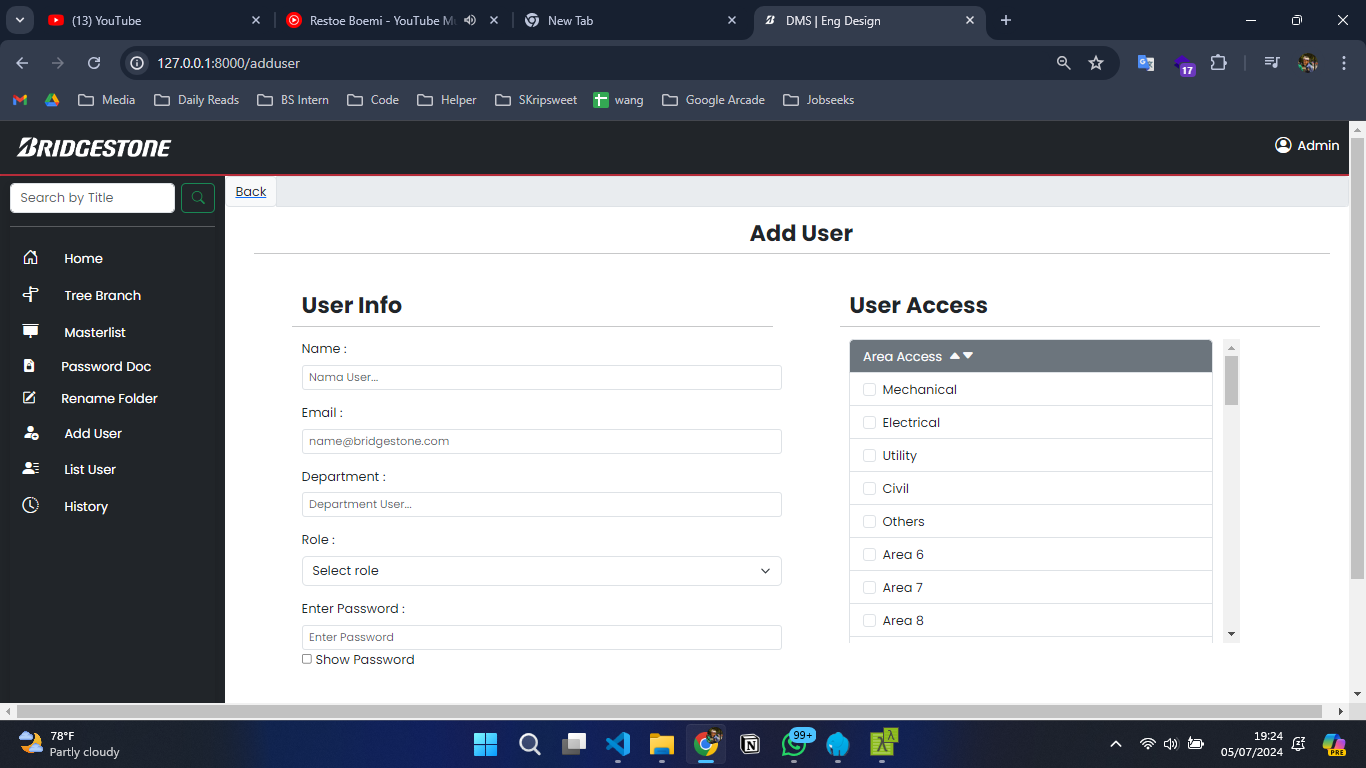 (13) YouTube
Restoe Boemi - YouTube Mu
New Tab
DMS | Eng Design
127.0.0.1:8000/adduser
17
Media
Daily Reads
BS Intern
Code
Helper
SKripsweet
wang
Google Arcade
Jobseeks
BRIDGESTONE
Admin
Search by Title
Back
Add User
Home
Tree Branch
Masterlist
Password Doc
Rename Folder
Add User
List User
History
User Info
Name :
Nama User...
Email :
name@bridgestone.com
Department :
Department User...
Role :
Select role
Enter Password :
Enter Password
Show Password
User Access
Area Access
Mechanical
Electrical
Utility
Civil
Others
Area 6
Area 7
Area 8
78°F
Partly cloudy
99+
19:24
05/07/2024
PRE